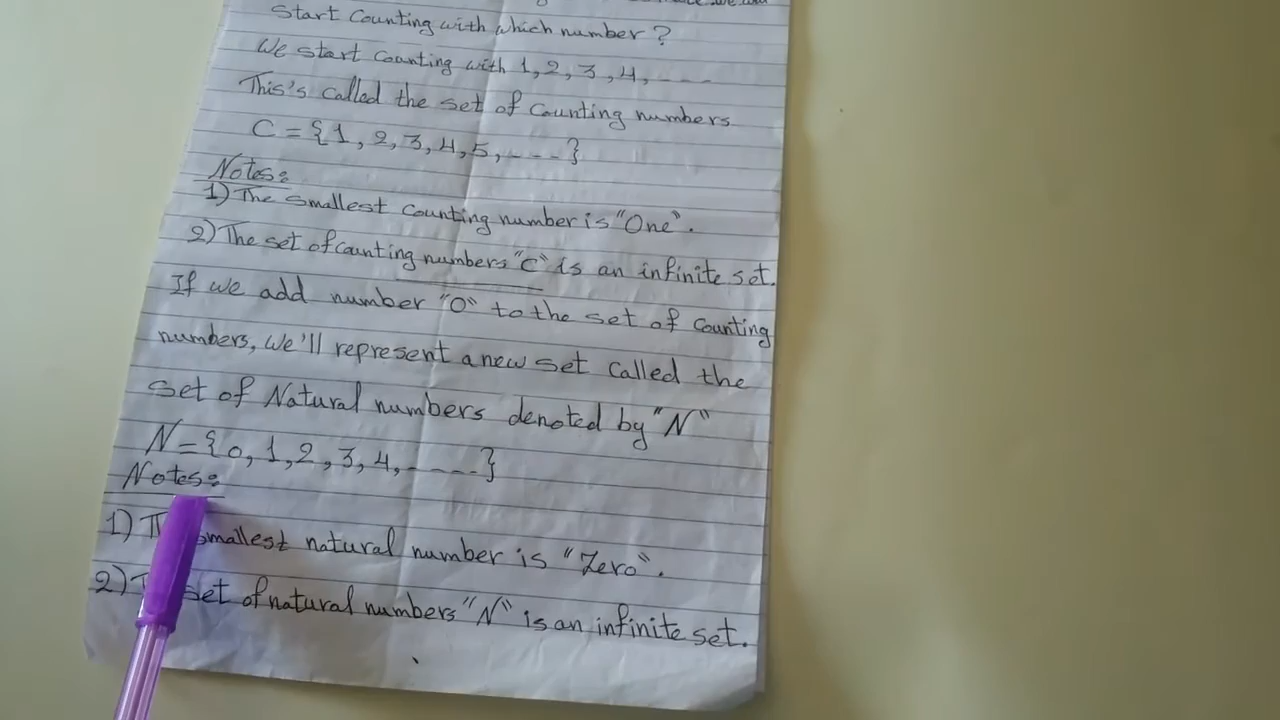 Start Counting with which number?
We start Counting with 1, 2, 3, 4, ----
This's called the set of Counting numbers
C = {1, 2, 3, 4, 5, ----}
Notes:
1) The smallest Counting number is "One".
2) The set of counting numbers "C" is an infinite set.
If we add number "0" to the set of Counting
numbers, We'll represent a new set called the
set of Natural numbers denoted by "N"
N = {0, 1, 2, 3, 4, -----}
Notes:
1) smallest natural number is "Zero".
2) set of natural numbers "N" is an infinite set.